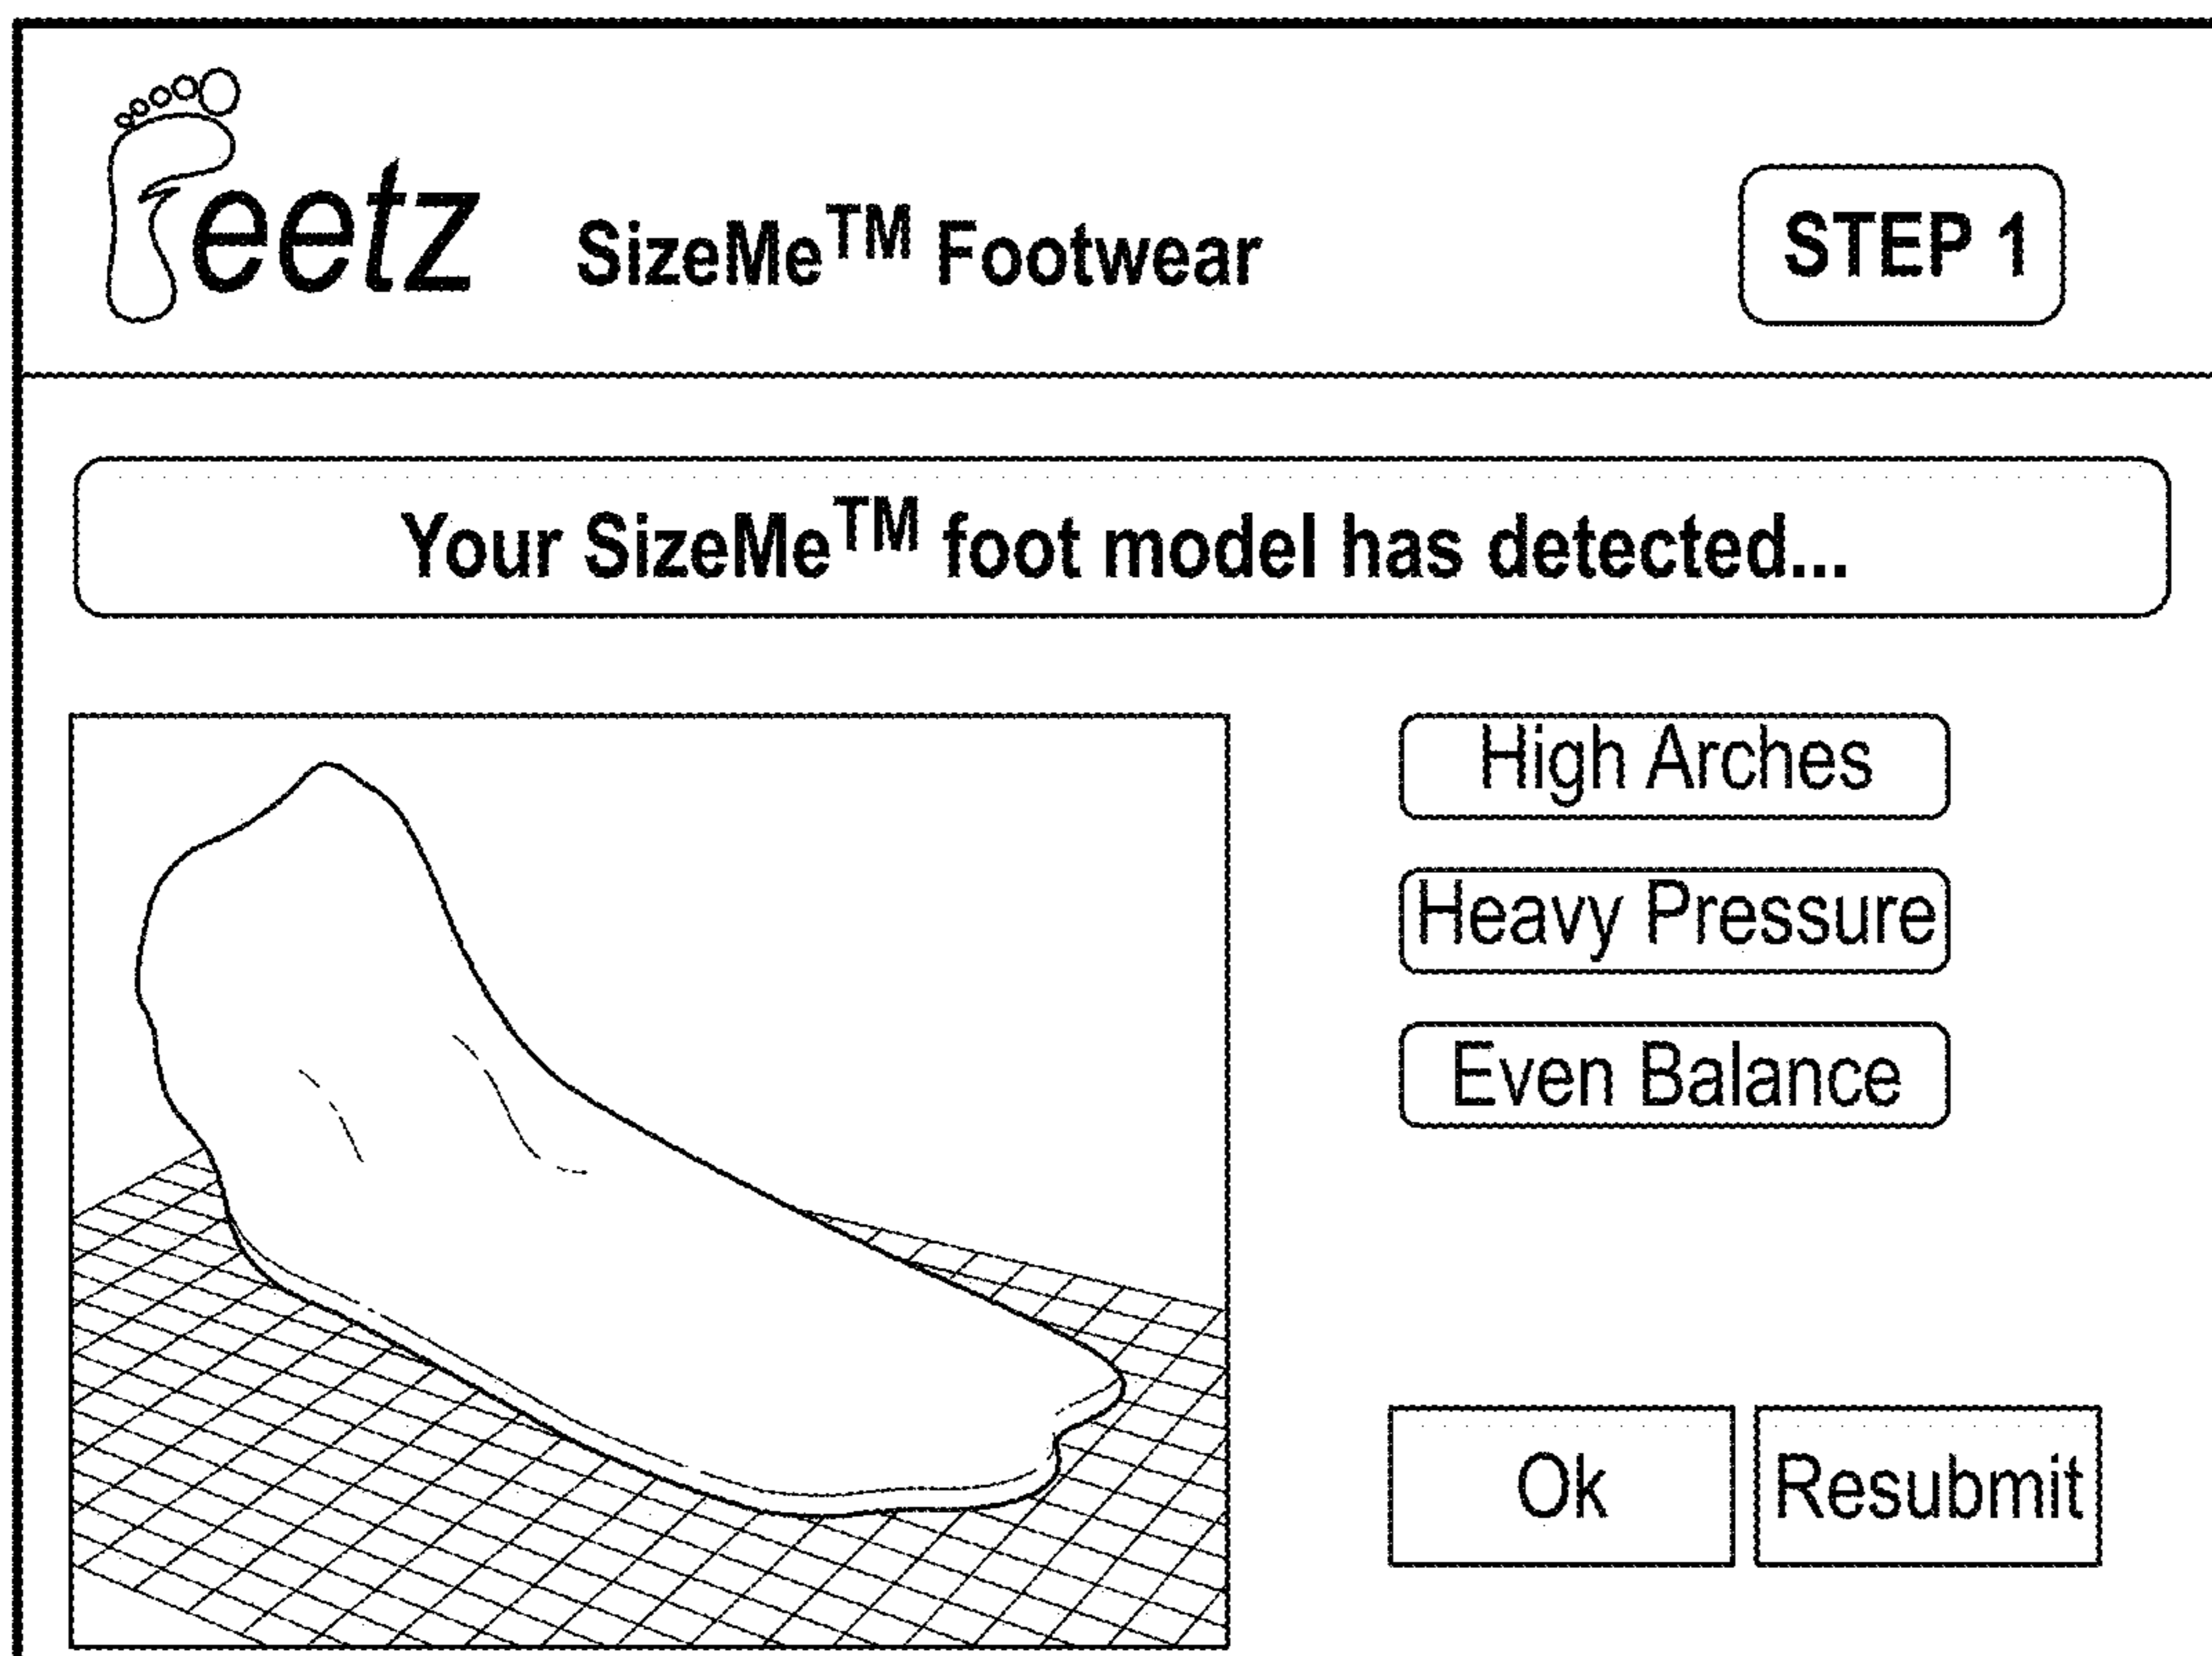 Feetz SizeMe™ Footwear
STEP 1
Your SizeMe™ foot model has detected...
High Arches
Heavy Pressure
Even Balance
Ok Resubmit